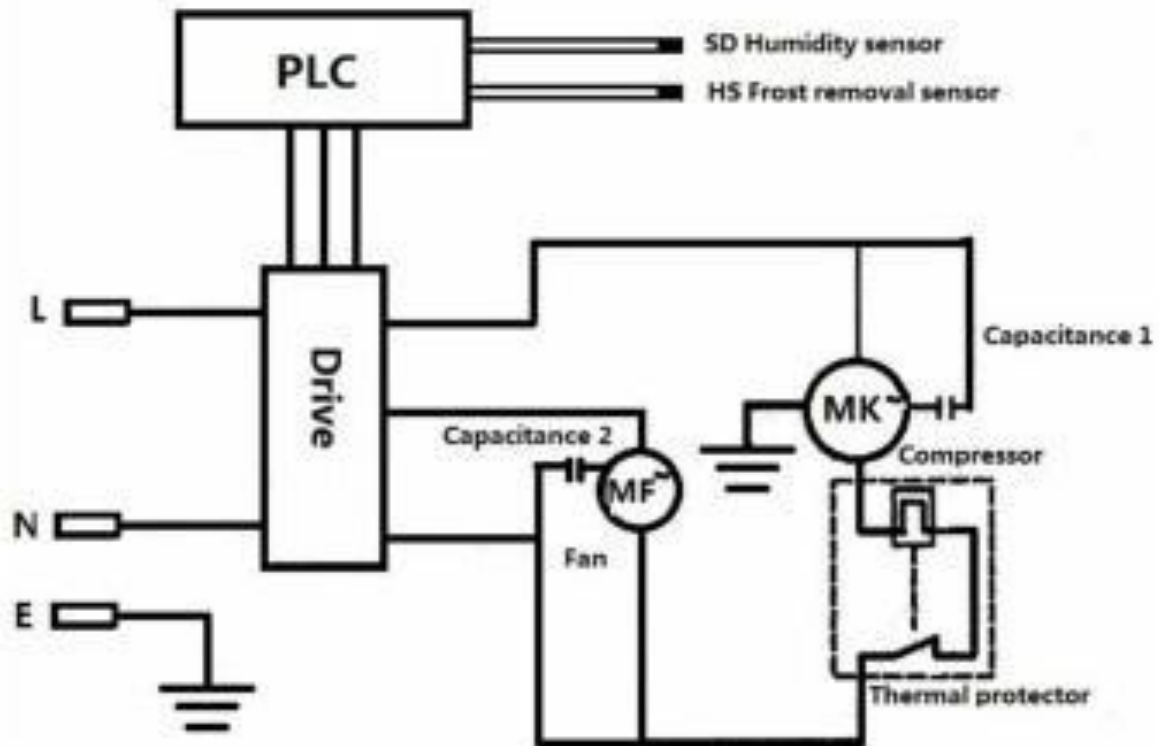 PLC
SD Humidity sensor
HS Frost removal sensor
L
Drive
Capacitance 1
MK~
Capacitance 2
Compressor
MF~
N
Fan
E
Thermal protector